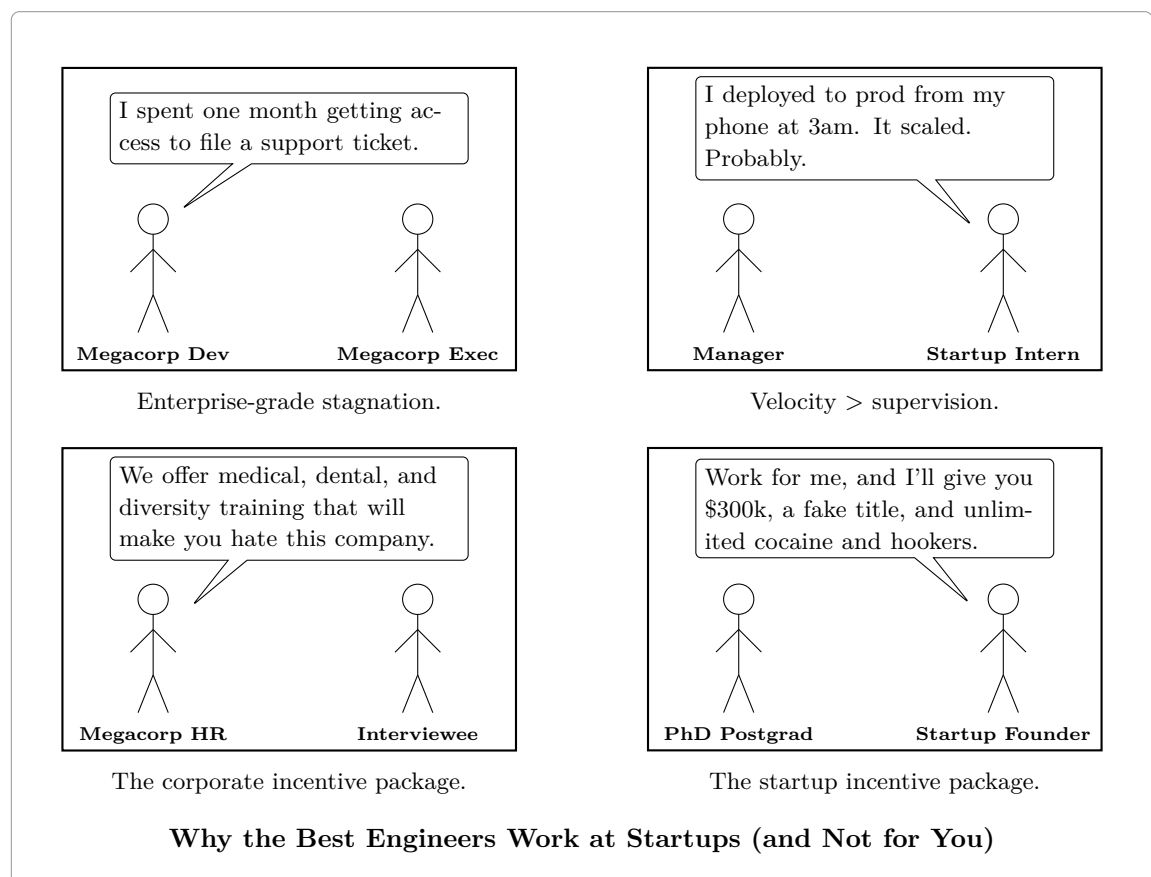 I spent one month getting ac-
cess to file a support ticket.
Megacorp Dev
Megacorp Exec
Enterprise-grade stagnation.
I deployed to prod from my
phone at 3am. It scaled.
Probably.
Manager
Startup Intern
Velocity > supervision.
We offer medical, dental, and
diversity training that will
make you hate this company.
Megacorp HR
Interviewee
The corporate incentive package.
Work for me, and I'll give you
$300k, a fake title, and unlim-
ited cocaine and hookers.
PhD Postgrad
Startup Founder
The startup incentive package.
Why the Best Engineers Work at Startups (and Not for You)